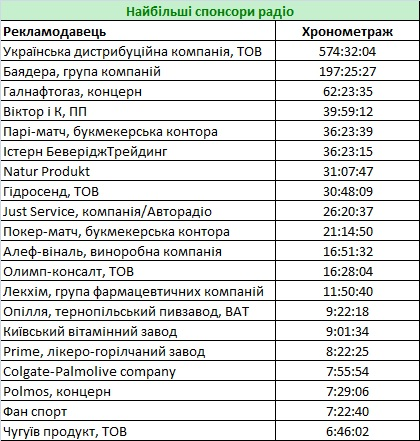 Найбільші спонсори радіо
Рекламодавець Хронометраж
Українська дистрибуційна компанія, ТОВ 574:32:04
Баядера, група компаній 197:25:27
Галнафтогаз, концерн 62:23:35
Віктор і К, ПП 39:59:12
Парі-матч, букмекерська контора 36:23:39
Істерн БеверіджТрейдинг 36:23:15
Natur Produkt 31:07:47
Гідросенд, ТОВ 30:48:09
Just Service, компанія/Авторадіо 26:20:37
Покер-матч, букмекерська контора 21:14:50
Алеф-віналь, виноробна компанія 16:51:32
Олимп-консалт, ТОВ 16:28:04
Лекхім, група фармацевтичних компаній 11:50:40
Опілля, тернопільський пивзавод, ВАТ 9:22:18
Київський вітамінний завод 9:01:34
Prime, лікеро-горілчаний завод 8:22:25
Colgate-Palmolive company 7:55:54
Polmos, концерн 7:29:06
Фан спорт 7:22:40
Чугуїв продукт, ТОВ 6:46:02